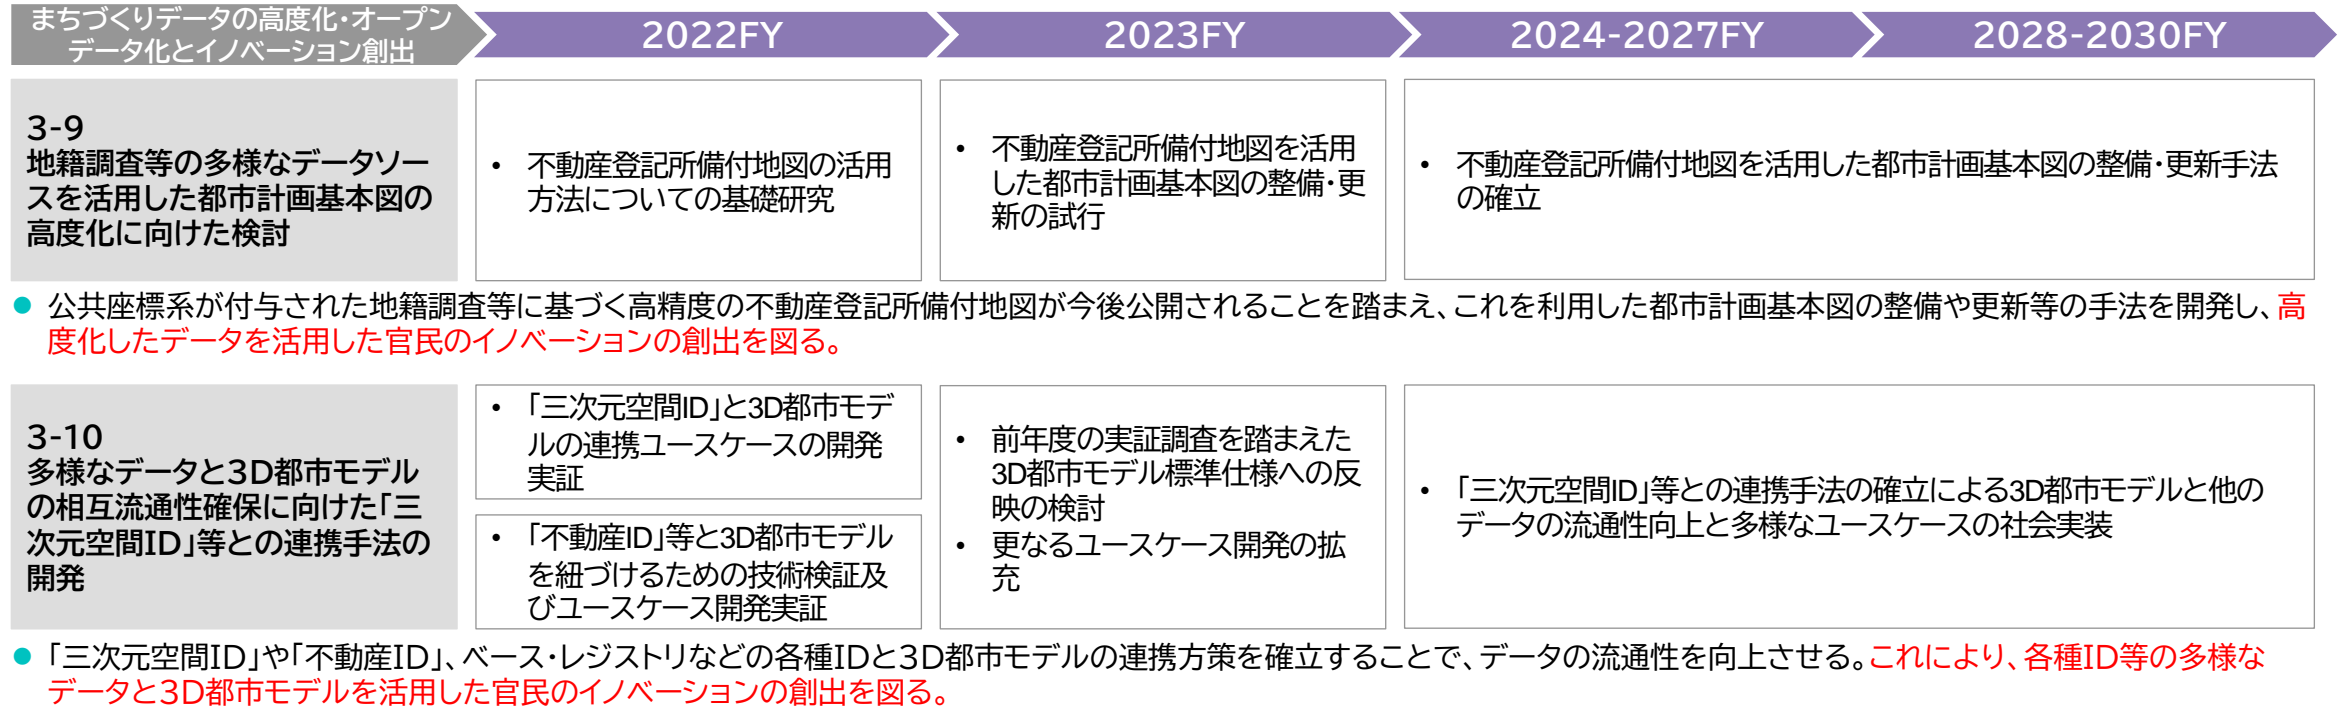 まちづくりデータの高度化・オープン
データ化とイノベーション創出
2022FY
2023FY
2024-2027FY
2028-2030FY
3-9
地籍調査等の多様なデータソー
スを活用した都市計画基本図の
高度化に向けた検討
• 不動産登記所備付地図の活用
方法についての基礎研究
• 不動産登記所備付地図を活用
した都市計画基本図の整備・更
新の試行
• 不動産登記所備付地図を活用した都市計画基本図の整備・更新手法
の確立
● 公共座標系が付与された地籍調査等に基づく高精度の不動産登記所備付地図が今後公開されることを踏まえ、これを利用した都市計画基本図の整備や更新等の手法を開発し、高
度化したデータを活用した官民のイノベーションの創出を図る。
3-10
多様なデータと3D都市モデル
の相互流通性確保に向けた「三
次元空間ID」等との連携手法の
開発
• 「三次元空間ID」と3D都市モデ
ルの連携ユースケースの開発
実証
• 「不動産ID」等と3D都市モデル
を紐づけるための技術検証及
びユースケース開発実証
• 前年度の実証調査を踏まえた
3D都市モデル標準仕様への反
映の検討
• 更なるユースケース開発の拡
充
• 「三次元空間ID」等との連携手法の確立による3D都市モデルと他の
データの流通性向上と多様なユースケースの社会実装
● 「三次元空間ID」や「不動産ID」、ベース・レジストリなどの各種IDと3D都市モデルの連携方策を確立することで、データの流通性を向上させる。これにより、各種ID等の多様な
データと3D都市モデルを活用した官民のイノベーションの創出を図る。